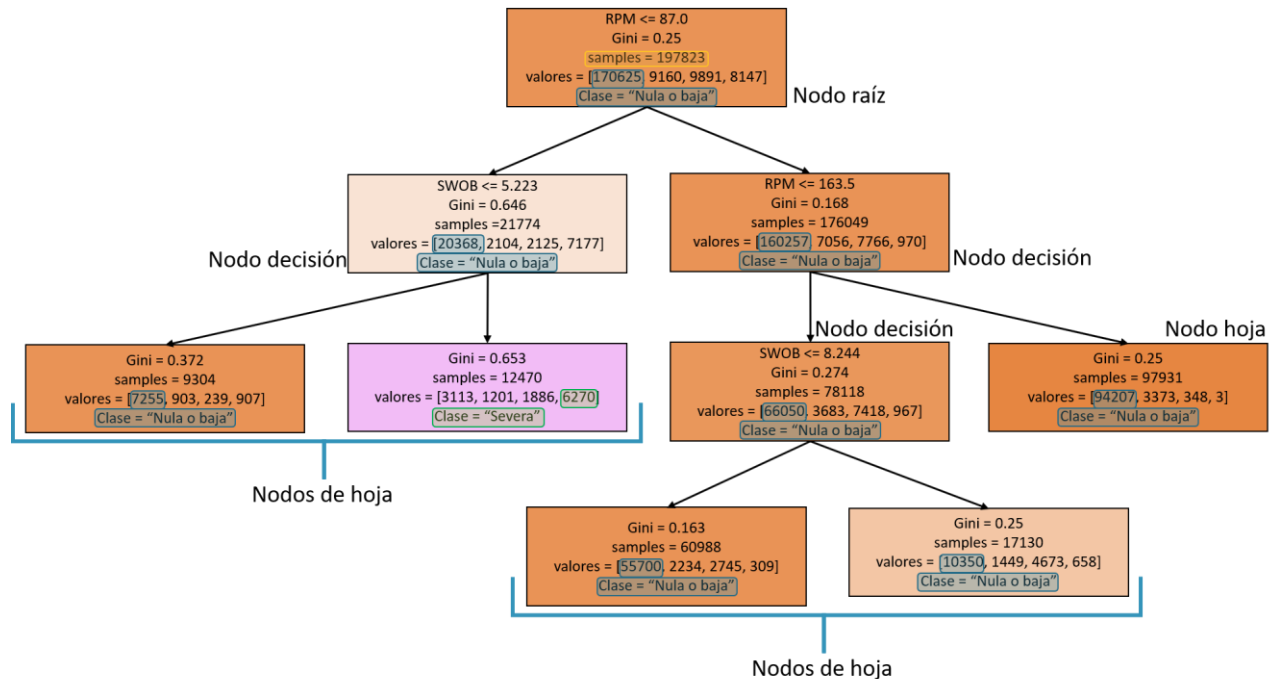 RPM <= 87.0
Gini = 0.25
samples = 197823
valores = [170625, 9160, 9891, 8147]
Clase = “Nula o baja”
Nodo raíz
SWOB <= 5.223
Gini = 0.646
samples =21774
valores = [20368, 2104, 2125, 7177]
Clase = “Nula o baja”
Nodo decisión
RPM <= 163.5
Gini = 0.168
samples = 176049
valores = [160257, 7056, 7766, 970]
Clase = “Nula o baja”
Nodo decisión
Gini = 0.372
samples = 9304
valores = [7255, 903, 239, 907]
Clase = “Nula o baja”
Gini = 0.653
samples = 12470
valores = [3113, 1201, 1886, 6270]
Clase = “Severa”
Nodos de hoja
Nodo decisión
SWOB <= 8.244
Gini = 0.274
samples = 78118
valores = [66050, 3683, 7418, 967]
Clase = “Nula o baja”
Nodo hoja
Gini = 0.25
samples = 97931
valores = [94207, 3373, 348, 3]
Clase = “Nula o baja”
Gini = 0.163
samples = 60988
valores = [55700, 2234, 2745, 309]
Clase = “Nula o baja”
Gini = 0.25
samples = 17130
valores = [10350, 1449, 4673, 658]
Clase = “Nula o baja”
Nodos de hoja